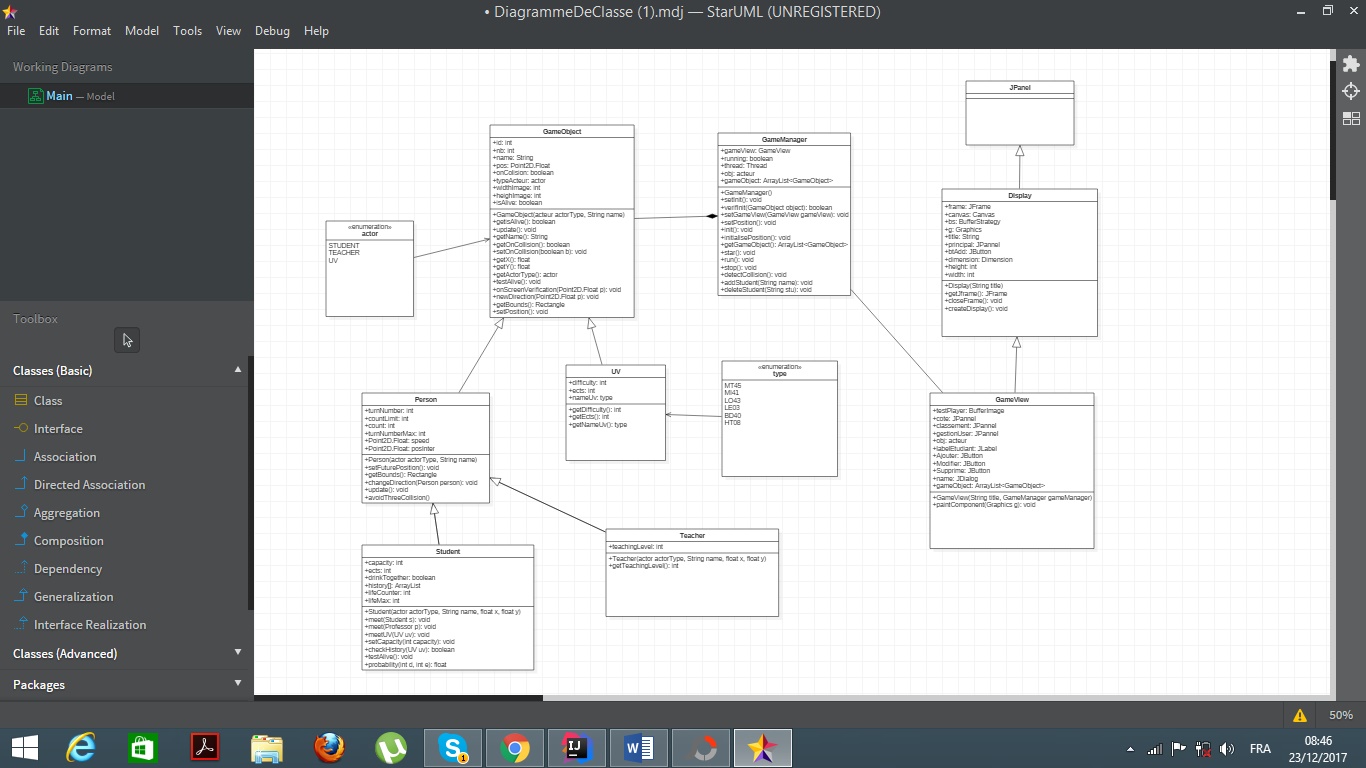 • DiagrammeDeClasse (1).mdj — StarUML (UNREGISTERED)
File Edit Format Model Tools View Debug Help
Working Diagrams
Main — Model
Toolbox
Classes (Basic)
Class
Interface
Association
Directed Association
Aggregation
Composition
Dependency
Generalization
Interface Realization
Classes (Advanced)
Packages
JPanel
GameObject
+id: int
+nb: int
+name: String
+pos: Point2D.Float
+onColision: boolean
+typeActeur: actor
+widthImage: int
+heighImage: int
+isAlive: boolean
+GameObject(acteur actorType, String name)
+getisAlive(): boolean
+update(): void
+getName(): String
+getOnCollision(): boolean
+setOnCollision(boolean b): void
+getX(): float
+getY(): float
+getActorType(): actor
+testAlive(): void
+onScreenVerification(Point2D.Float p): void
+newDirection(Point2D.Float p): void
+getBounds(): Rectangle
+setPosition(): void
GameManager
+gameView: GameView
+running: boolean
+thread: Thread
+obj: acteur
+gameObject: ArrayList<GameObject>
+GameManager()
+setInit(): void
+verifInit(GameObject object): boolean
+setGameView(GameView gameView): void
+setPosition(): void
+init(): void
+initialisePosition(): void
+getGameObject(): ArrayList<GameObject>
+star(): void
+run(): void
+stop(): void
+detectCollision(): void
+addStudent(String name): void
+deleteStudent(String stu): void
Display
+frame: JFrame
+canvas: Canvas
+bs: BufferStrategy
+g: Graphics
+title: String
+principal: JPannel
+btAdd: JButton
+dimension: Dimension
+height: int
+width: int
+Display(String title)
+getJframe(): JFrame
+closeFrame(): void
+createDisplay(): void
«enumeration»
actor
STUDENT
TEACHER
UV
UV
+difficulty: int
+ects: int
+nameUv: type
+getDifficulty(): int
+getEcts(): int
+getNameUv(): type
«enumeration»
type
MT45
MI41
LO43
LE03
BD40
HT08
Person
+turnNumber: int
+countLimit: int
+count: int
+turnNumberMax: int
+Point2D.Float: speed
+Point2D.Float: posInter
+Person(actor actorType, String name)
+setFuturePosition(): void
+getBounds(): Rectangle
+changeDirection(Person person): void
+update(): void
+avoidThreeCollision()
GameView
+testPlayer: BufferImage
+cote: JPannel
+classement: JPannel
+gestionUser: JPannel
+obj: acteur
+labelEtudiant: JLabel
+Ajouter: JButton
+Modifier: JButton
+Supprime: JButton
+name: JDialog
+gameObject: ArrayList<GameObject>
+GameView(String title, GameManager gameManager)
+paintComponent(Graphics g): void
Teacher
+teachingLevel: int
+Teacher(actor actorType, String name, float x, float y)
+getTeachingLevel(): int
Student
+capacity: int
+ects: int
+drinkTogether: boolean
+history[]: ArrayList
+lifeCounter: int
+lifeMax: int
+Student(actor actorType, String name, float x, float y)
+meet(Student s): void
+meet(Professor p): void
+meetUV(UV uv): void
+setCapacity(int capacity): void
+checkHistory(UV uv): boolean
+testAlive(): void
+probability(int d, int e): float
50%
FRA
08:46
23/12/2017